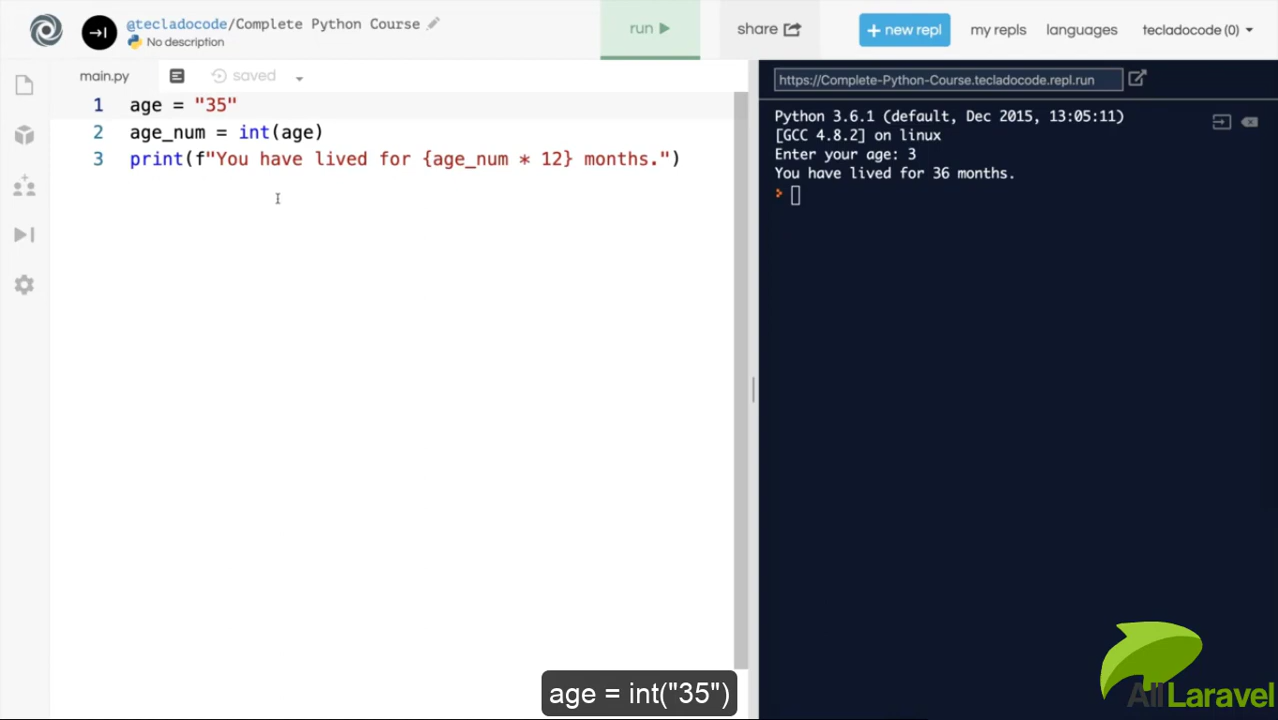 @tecladocode/Complete Python Course
No description
run
share
+ new repl
my repls
languages
tecladocode (0)
main.py
saved
1 age = "35"
2 age_num = int(age)
3 print(f"You have lived for {age_num * 12} months.")
https://Complete-Python-Course.tecladocode.repl.run
Python 3.6.1 (default, Dec 2015, 13:05:11)
[GCC 4.8.2] on linux
Enter your age: 3
You have lived for 36 months.
age = int("35")
AllLaravel